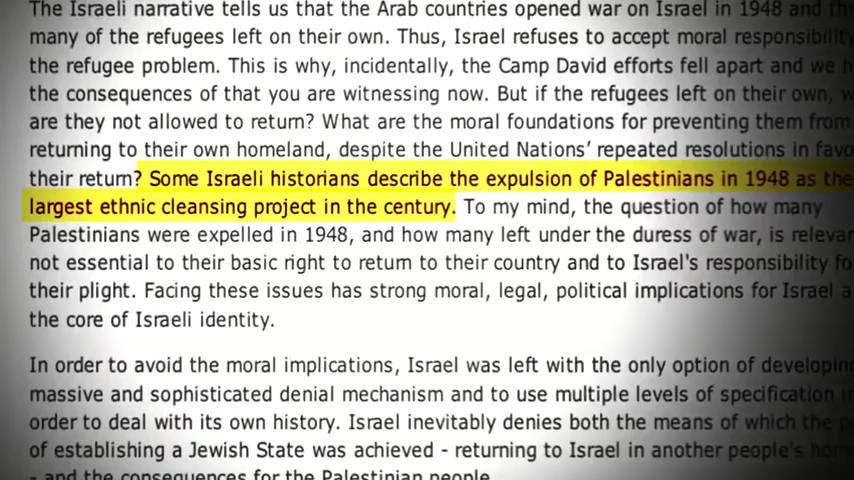 The Israeli narrative tells us that the Arab countries opened war on Israel in 1948 and
many of the refugees left on their own. Thus, Israel refuses to accept moral responsibility
the refugee problem. This is why, incidentally, the Camp David efforts fell apart and we
the consequences of that you are witnessing now. But if the refugees left on their own,
are they not allowed to return? What are the moral foundations for preventing them from
returning to their own homeland, despite the United Nations' repeated resolutions in
their return? Some Israeli historians describe the expulsion of Palestinians in 1948 as the
largest ethnic cleansing project in the century. To my mind, the question of how many
Palestinians were expelled in 1948, and how many left under the duress of war, is
not essential to their basic right to return to their country and to Israel's responsibility
their plight. Facing these issues has strong moral, legal, political implications for Israel
the core of Israeli identity.
In order to avoid the moral implications, Israel was left with the only option of developing
massive and sophisticated denial mechanism and to use multiple levels of specification in
order to deal with its own history. Israel inevitably denies both the means of which the
of establishing a Jewish State was achieved - returning to Israel in another people's
- and the consequences for the Palestinian people.